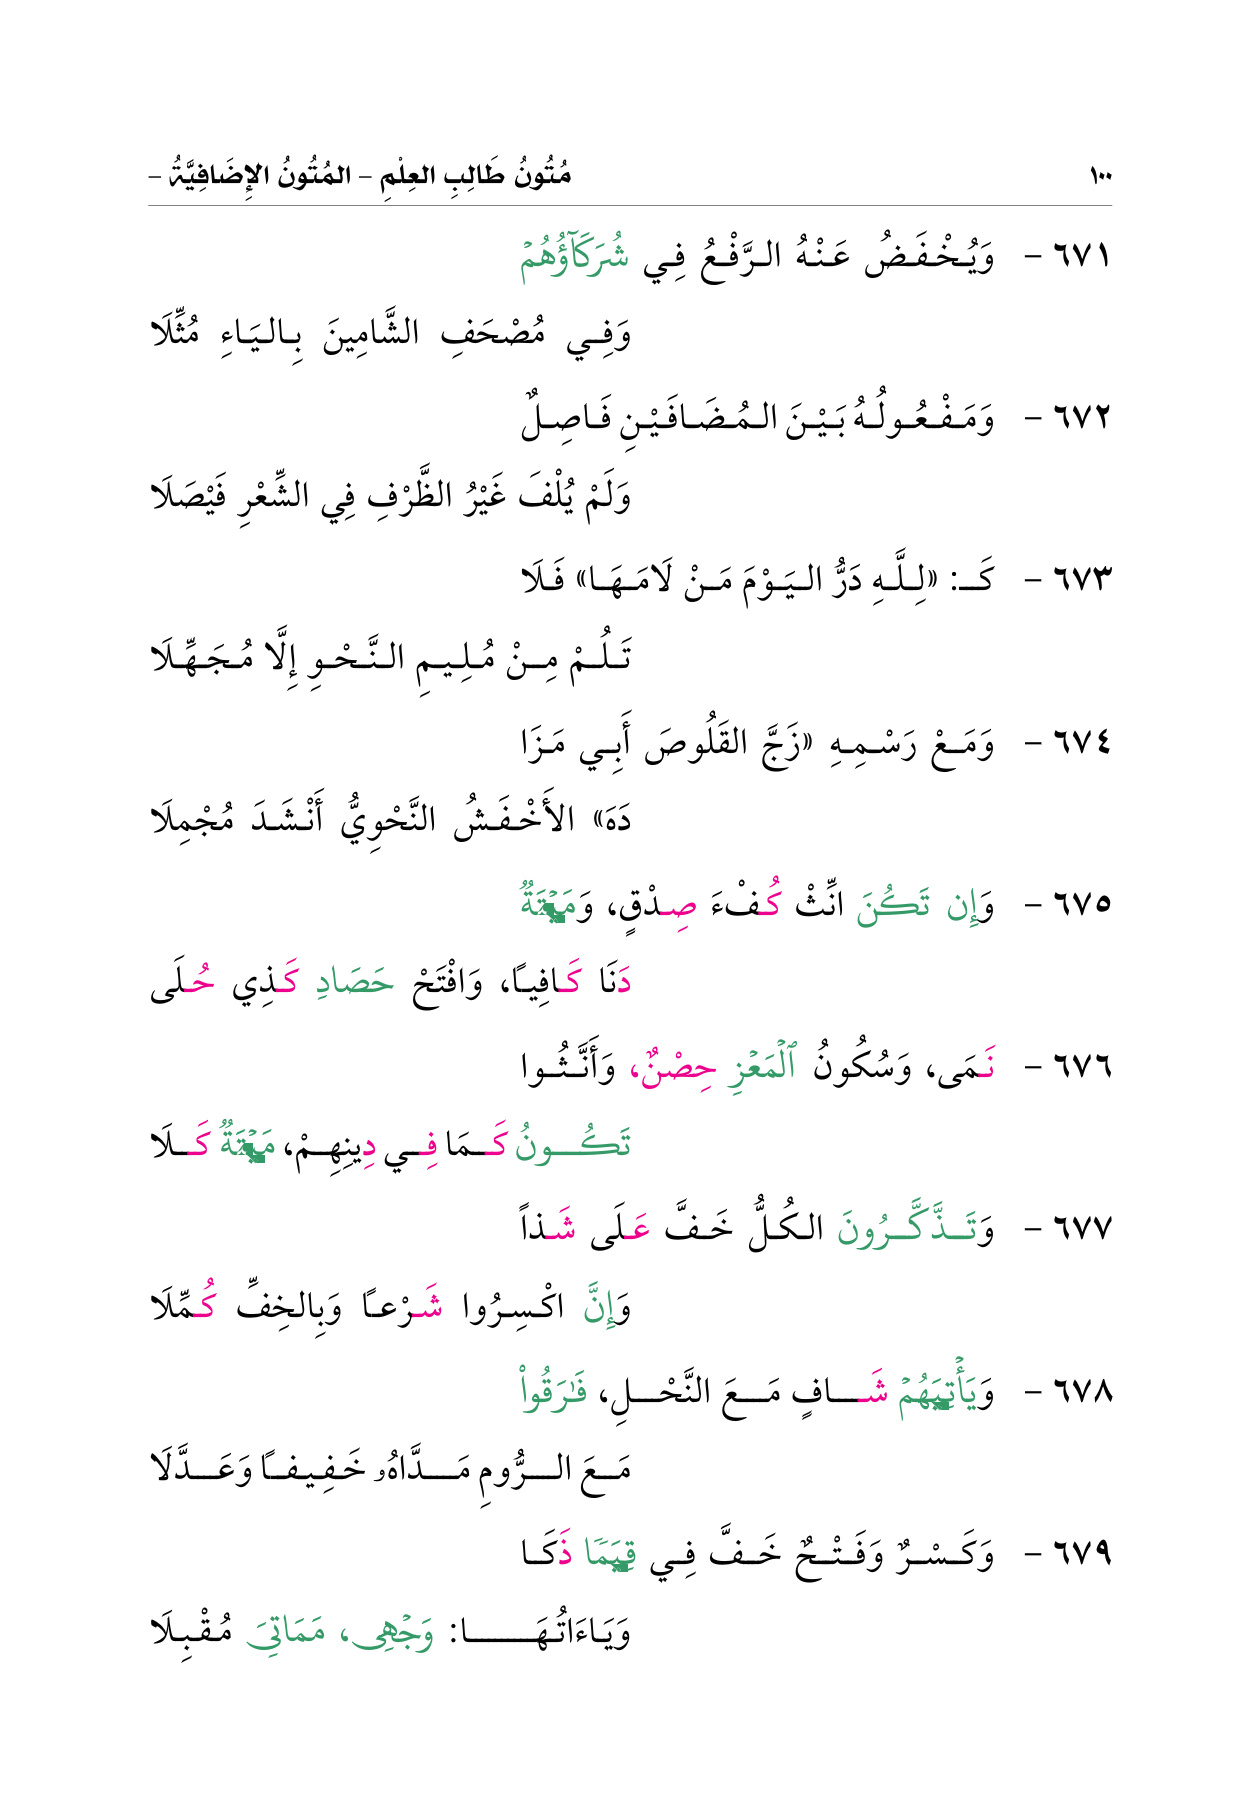 ١٠٠ مُتُونُ طَالِبِ العِلْمِ – المُتُونُ الإِضَافِيَّةُ –
٦٧١ – وَيُخْفَضُ عَنْهُ الرَّفْعُ فِي شُرَكَآؤُهُمْ
وَفِي مُصْحَفِ الشَّامِينَ بِاليَاءِ مُثِّلَا
٦٧٢ – وَمَفْعُولُهُ بَيْنَ المُضَافَيْنِ فَاصِلٌ
وَلَمْ يُلْفَ غَيْرُ الظَّرْفِ فِي الشِّعْرِ فَيْصَلَا
٦٧٣ – كَـ: «لِلَّهِ دَرُّ اليَوْمَ مَنْ لَامَهَا» فَلَا
تَلُمْ مِنْ مُلِيمِ النَّحْوِ إِلَّا مُجَهِّلَا
٦٧٤ – وَمَعْ رَسْمِهِ «زَجَّ القَلُوصَ أَبِي مَزَا
دَهَ» الأَخْفَشُ النَّحْوِيُّ أَنْشَدَ مُجْمِلَا
٦٧٥ – وَإِن تَكُنَ انِّثْ كُفْءَ صِدْقٍ، وَمَيْتَةٌ
دَنَا كَافِيًا، وَافْتَحْ حَصَادِ كَذِي حُلَى
٦٧٦ – نَمَى، وَسُكُونُ ٱلْمَعْزِ حِصْنٌ، وَأَنَّثُوا
تَكُونُ كَمَا فِي دِينِهِمْ، مَيْتَةٌ كَلَا
٦٧٧ – وَتَذَّكَّرُونَ الكُلُّ خَفَّ عَلَى شَذاً
وَإِنَّ اكْسِرُوا شَرْعًا وَبِالخِفِّ كُمِّلَا
٦٧٨ – وَيَأْتِيَهُمْ شَافٍ مَعَ النَّحْلِ، فَـٰرَقُواْ
مَعَ الرُّومِ مَدَّاهُۥ خَفِيفًا وَعَدَّلَا
٦٧٩ – وَكَسْرٌ وَفَتْحٌ خَفَّ فِي قِيَمًا ذَكَا
وَيَاءَاتُهَا: وَجْهِى، مَمَاتِىَ مُقْبِلَا